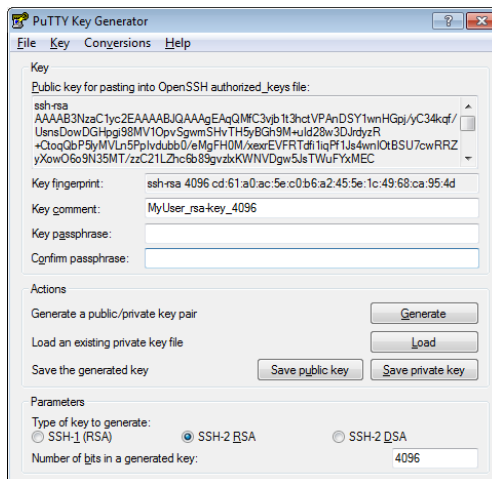 PuTTY Key Generator
File Key Conversions Help
Key
Public key for pasting into OpenSSH authorized_keys file:
ssh-rsa
AAAAB3NzaC1yc2EAAAABJQAAAgEAqQMfC3vjb1t3hctVPAnDSY1wnHGpj/yC34kqf/
UsnsDowDGHpgi98MV1OpvSgwmSHvTH5yBGh9M+uId28w3DJrdyzR
+CtoqQbP5lyMVLn5PpIvdubb0/eMgFH0M/xexrEVFRTdfi1iqPf1Js4wnIOtBSU7cwRRZ
yXowO6o9N35MT/zzC21LZhc6b89gvzlxKWNVDgw5JsTWuFYxMEC
Key fingerprint:
ssh-rsa 4096 cd:61:a0:ac:5e:c0:b6:a2:45:5e:1c:49:68:ca:95:4d
Key comment:
MyUser_rsa-key_4096
Key passphrase:
Confirm passphrase:
Actions
Generate a public/private key pair
Generate
Load an existing private key file
Load
Save the generated key
Save public key
Save private key
Parameters
Type of key to generate:
SSH-1 (RSA)
SSH-2 RSA
SSH-2 DSA
Number of bits in a generated key:
4096